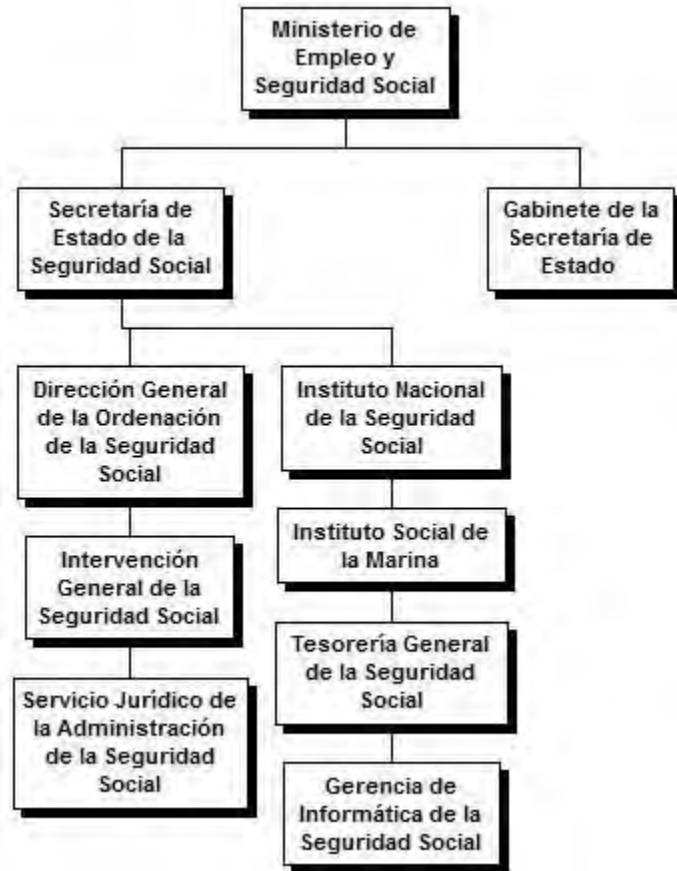 Ministerio de
Empleo y
Seguridad Social
Secretaría de
Estado de la
Seguridad Social
Gabinete de la
Secretaría de
Estado
Dirección General
de la Ordenación
de la Seguridad
Social
Instituto Nacional
de la Seguridad
Social
Intervención
General de la
Seguridad Social
Instituto Social de
la Marina
Servicio Jurídico de
la Administración
de la Seguridad
Social
Tesorería General
de la Seguridad
Social
Gerencia de
Informática de la
Seguridad Social